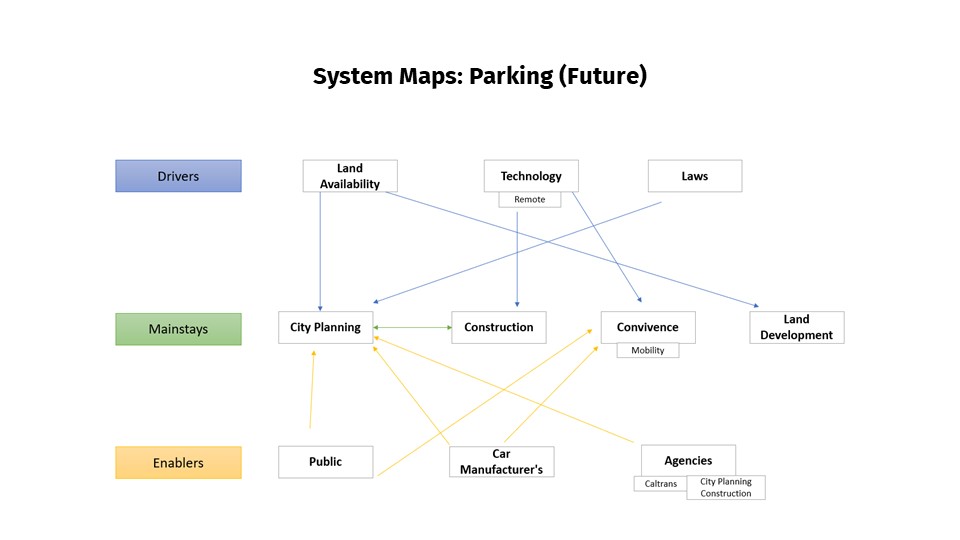 System Maps: Parking (Future)
Drivers
Land
Availability
Technology
Remote
Laws
Mainstays
City Planning
Construction
Convivence
Mobility
Land
Development
Enablers
Public
Car
Manufacturer's
Agencies
Caltrans
City Planning
Construction